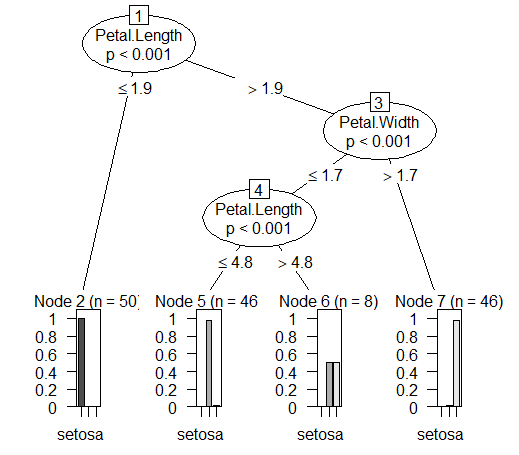 1
Petal.Length
p < 0.001
≤ 1.9
> 1.9
3
Petal.Width
p < 0.001
≤ 1.7
> 1.7
4
Petal.Length
p < 0.001
≤ 4.8
> 4.8
Node 2 (n = 50)
Node 5 (n = 46
Node 6 (n = 8)
Node 7 (n = 46)
1
0.8
0.6
0.4
0.2
0
setosa
1
0.8
0.6
0.4
0.2
0
setosa
1
0.8
0.6
0.4
0.2
0
setosa
1
0.8
0.6
0.4
0.2
0
setosa